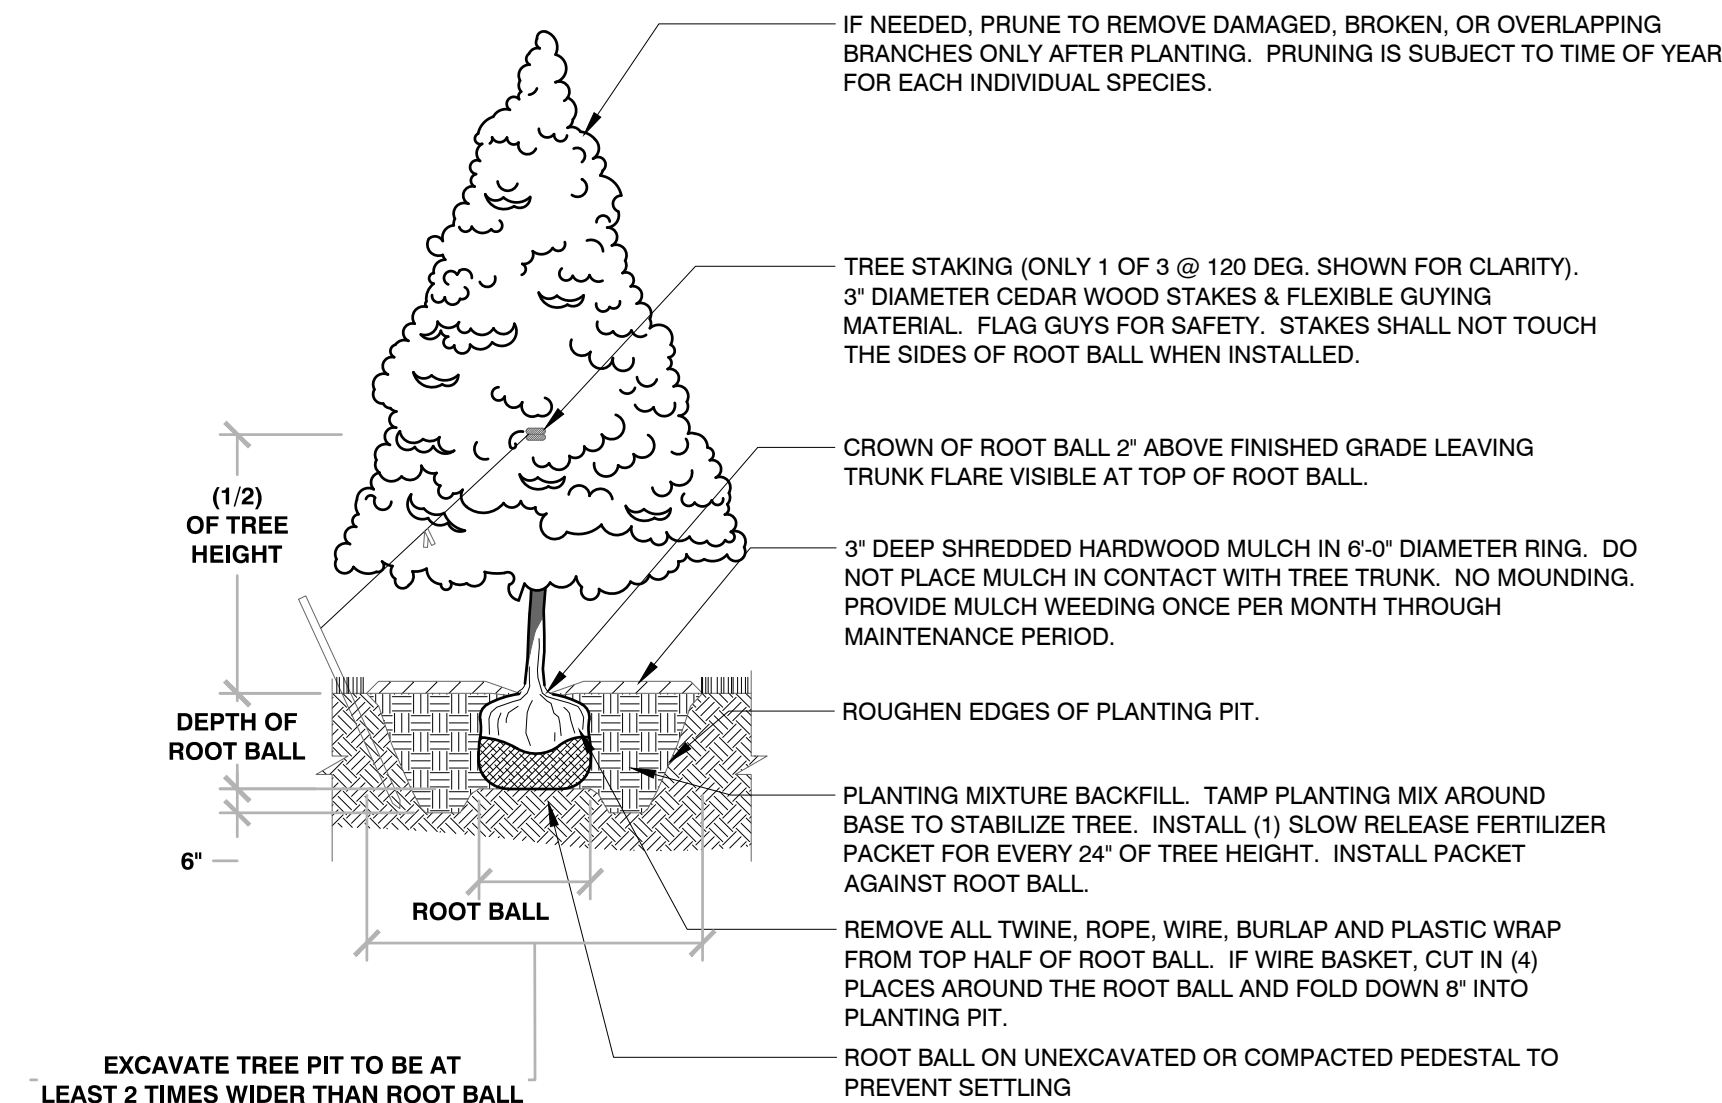 IF NEEDED, PRUNE TO REMOVE DAMAGED, BROKEN, OR OVERLAPPING
BRANCHES ONLY AFTER PLANTING. PRUNING IS SUBJECT TO TIME OF YEAR
FOR EACH INDIVIDUAL SPECIES.
TREE STAKING (ONLY 1 OF 3 @ 120 DEG. SHOWN FOR CLARITY).
3" DIAMETER CEDAR WOOD STAKES & FLEXIBLE GUYING
MATERIAL. FLAG GUYS FOR SAFETY. STAKES SHALL NOT TOUCH
THE SIDES OF ROOT BALL WHEN INSTALLED.
CROWN OF ROOT BALL 2" ABOVE FINISHED GRADE LEAVING
TRUNK FLARE VISIBLE AT TOP OF ROOT BALL.
(1/2)
OF TREE
HEIGHT
3" DEEP SHREDDED HARDWOOD MULCH IN 6'-0" DIAMETER RING. DO
NOT PLACE MULCH IN CONTACT WITH TREE TRUNK. NO MOUNDING.
PROVIDE MULCH WEEDING ONCE PER MONTH THROUGH
MAINTENANCE PERIOD.
DEPTH OF
ROOT BALL
ROUGHEN EDGES OF PLANTING PIT.
PLANTING MIXTURE BACKFILL. TAMP PLANTING MIX AROUND
BASE TO STABILIZE TREE. INSTALL (1) SLOW RELEASE FERTILIZER
PACKET FOR EVERY 24" OF TREE HEIGHT. INSTALL PACKET
AGAINST ROOT BALL.
6"
ROOT BALL
REMOVE ALL TWINE, ROPE, WIRE, BURLAP AND PLASTIC WRAP
FROM TOP HALF OF ROOT BALL. IF WIRE BASKET, CUT IN (4)
PLACES AROUND THE ROOT BALL AND FOLD DOWN 8" INTO
PLANTING PIT.
EXCAVATE TREE PIT TO BE AT
LEAST 2 TIMES WIDER THAN ROOT BALL
ROOT BALL ON UNEXCAVATED OR COMPACTED PEDESTAL TO
PREVENT SETTLING